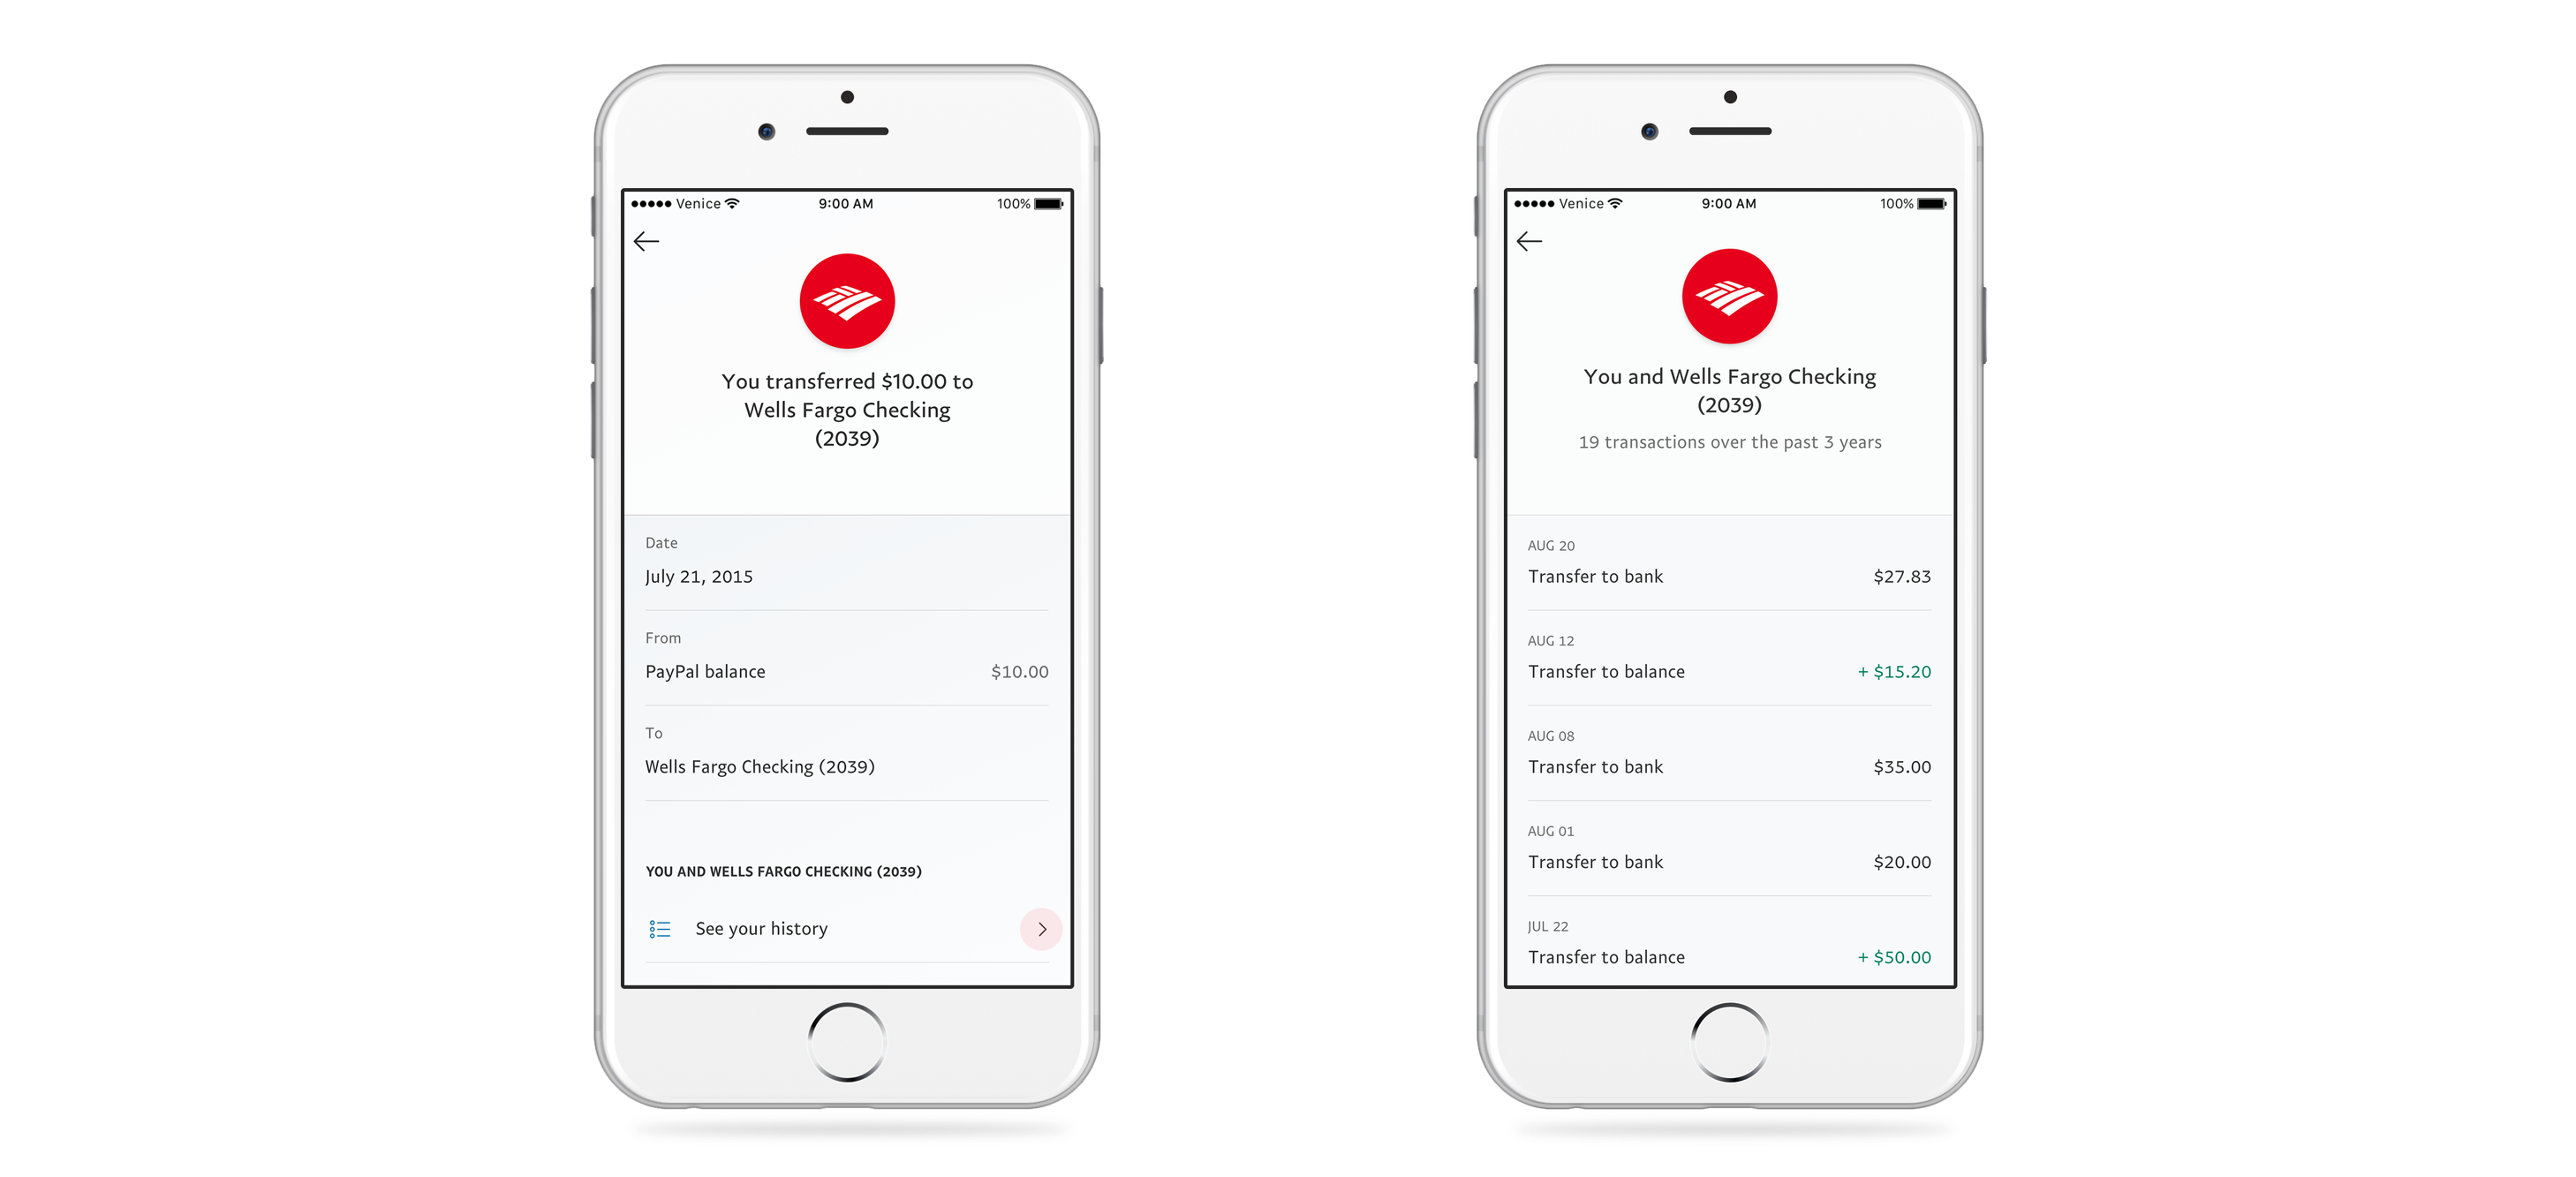 Venice 9:00 AM 100%
You transferred $10.00 to
Wells Fargo Checking
(2039)
Date
July 21, 2015
From
PayPal balance $10.00
To
Wells Fargo Checking (2039)
YOU AND WELLS FARGO CHECKING (2039)
See your history
Venice 9:00 AM 100%
You and Wells Fargo Checking
(2039)
19 transactions over the past 3 years
AUG 20
Transfer to bank $27.83
AUG 12
Transfer to balance + $15.20
AUG 08
Transfer to bank $35.00
AUG 01
Transfer to bank $20.00
JUL 22
Transfer to balance + $50.00